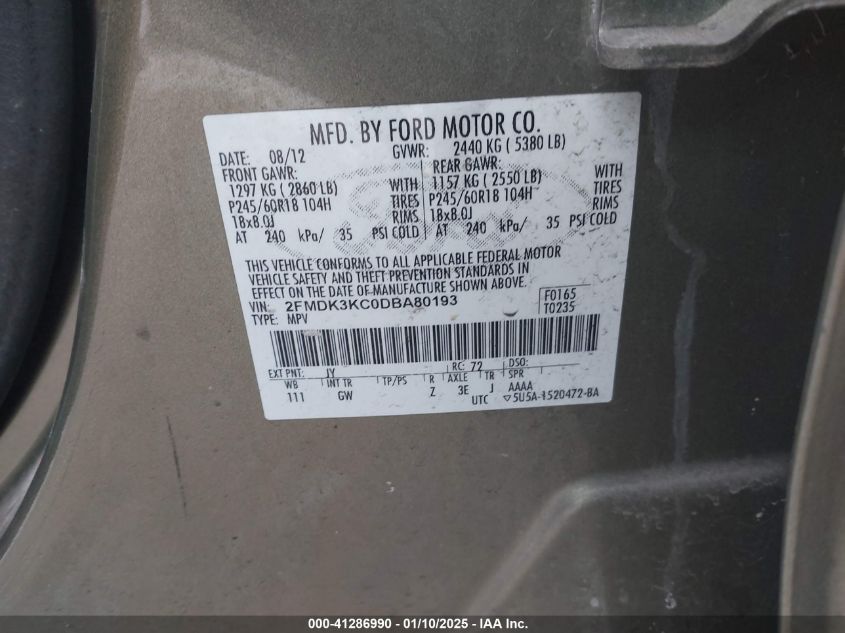 MFD. BY FORD MOTOR CO.
DATE: 08/12 GVWR: 2440 KG ( 5380 LB)
FRONT GAWR: REAR GAWR:
1297 KG ( 2860 LB) WITH 1157 KG ( 2550 LB) WITH
P245/60R18 104H TIRES P245/60R18 104H TIRES
18x8.0J RIMS 18x8.0J RIMS
AT 240 kPa/ 35 PSI COLD AT 240 kPa/ 35 PSI COLD
THIS VEHICLE CONFORMS TO ALL APPLICABLE FEDERAL MOTOR
VEHICLE SAFETY AND THEFT PREVENTION STANDARDS IN
EFFECT ON THE DATE OF MANUFACTURE SHOWN ABOVE.
VIN: 2FMDK3KC0DBA80193 F0165
TYPE: MPV T0235
EXT PNT: JY RC: 72 DSO:
WB INT TR TP/PS R AXLE TR SPR
111 GW Z 3E J AAAA
UTC ▽5U5A-1520472-BA
000-41286990 - 01/10/2025 - IAA Inc.